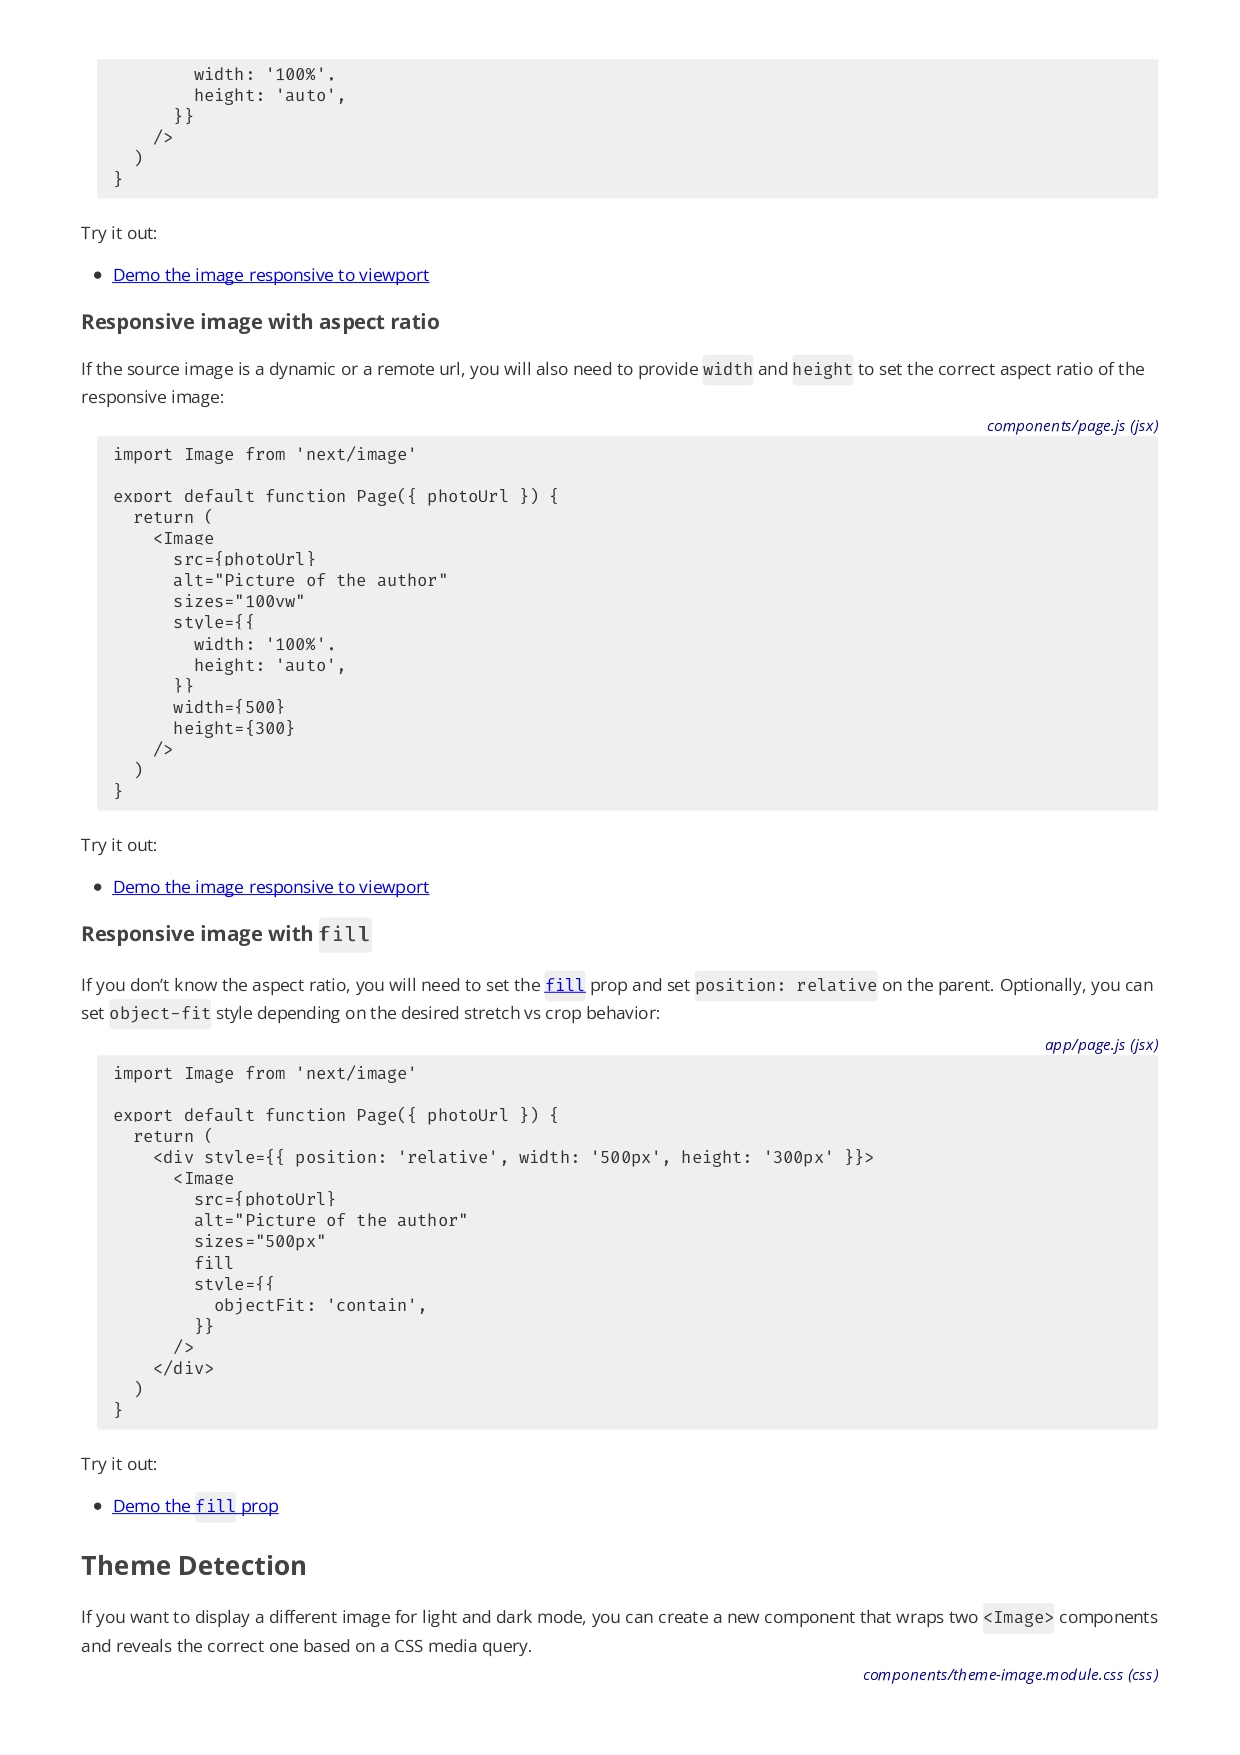 width: '100%',
        height: 'auto',
      }}
    />
  )
}
Try it out:
• Demo the image responsive to viewport
Responsive image with aspect ratio
If the source image is a dynamic or a remote url, you will also need to provide width and height to set the correct aspect ratio of the
responsive image:
components/page.js (jsx)
import Image from 'next/image'

export default function Page({ photoUrl }) {
  return (
    <Image
      src={photoUrl}
      alt="Picture of the author"
      sizes="100vw"
      style={{
        width: '100%',
        height: 'auto',
      }}
      width={500}
      height={300}
    />
  )
}
Try it out:
• Demo the image responsive to viewport
Responsive image with fill
If you don’t know the aspect ratio, you will need to set the fill prop and set position: relative on the parent. Optionally, you can
set object-fit style depending on the desired stretch vs crop behavior:
app/page.js (jsx)
import Image from 'next/image'

export default function Page({ photoUrl }) {
  return (
    <div style={{ position: 'relative', width: '500px', height: '300px' }}>
      <Image
        src={photoUrl}
        alt="Picture of the author"
        sizes="500px"
        fill
        style={{
          objectFit: 'contain',
        }}
      />
    </div>
  )
}
Try it out:
• Demo the fill prop
Theme Detection
If you want to display a different image for light and dark mode, you can create a new component that wraps two <Image> components
and reveals the correct one based on a CSS media query.
components/theme-image.module.css (css)